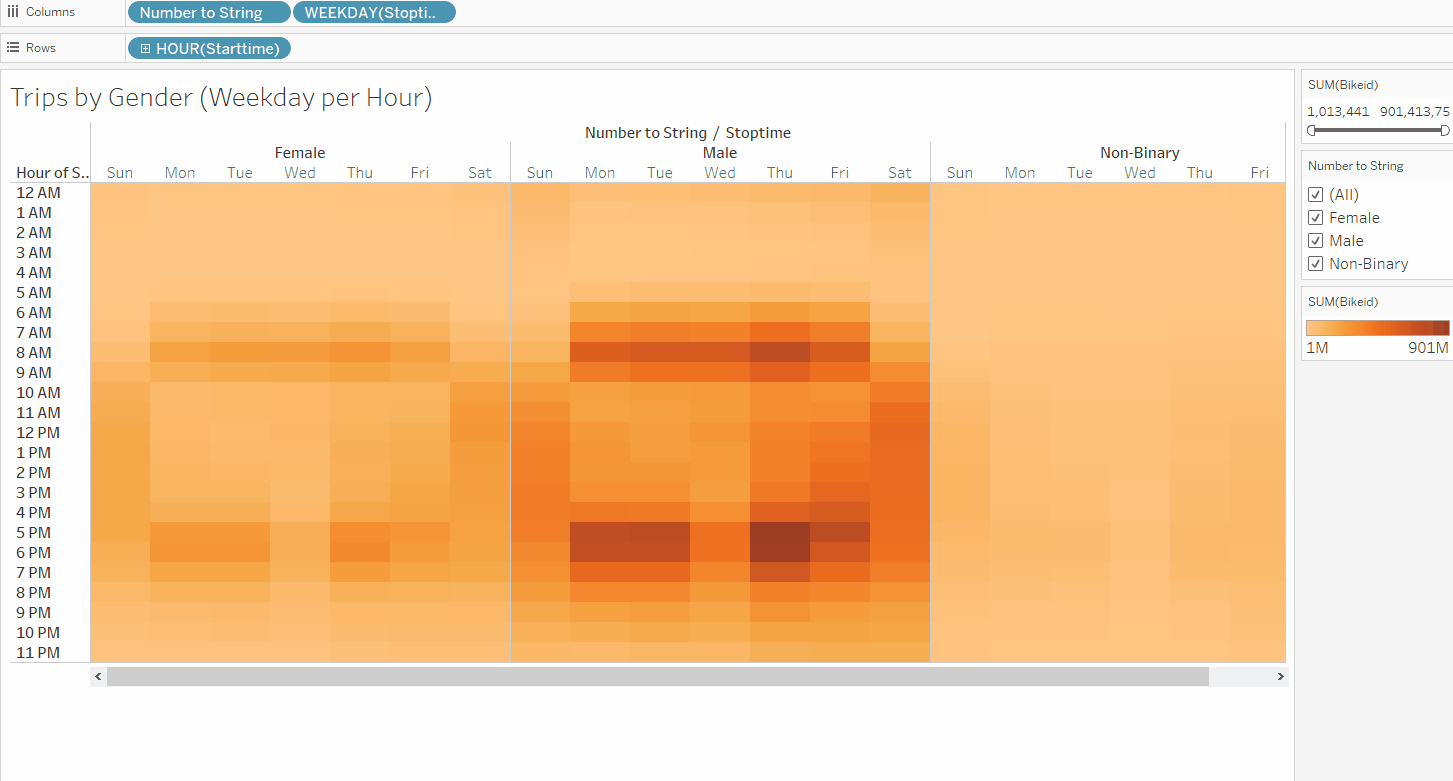 Columns Number to String WEEKDAY(Stopti..
Rows HOUR(Starttime)
Trips by Gender (Weekday per Hour)
Number to String / Stoptime
Female Male Non-Binary
Hour of S.. Sun Mon Tue Wed Thu Fri Sat Sun Mon Tue Wed Thu Fri Sat Sun Mon Tue Wed Thu Fri
12 AM
1 AM
2 AM
3 AM
4 AM
5 AM
6 AM
7 AM
8 AM
9 AM
10 AM
11 AM
12 PM
1 PM
2 PM
3 PM
4 PM
5 PM
6 PM
7 PM
8 PM
9 PM
10 PM
11 PM
SUM(Bikeid)
1,013,441 901,413,75
Number to String
(All)
Female
Male
Non-Binary
SUM(Bikeid)
1M 901M